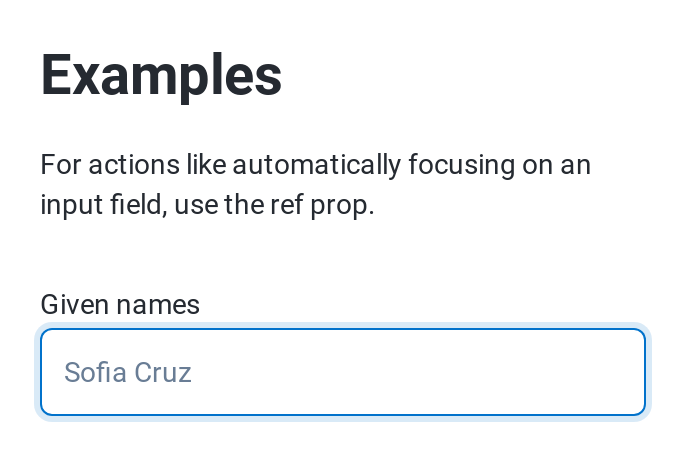 Examples
For actions like automatically focusing on an
input field, use the ref prop.
Given names
Sofia Cruz